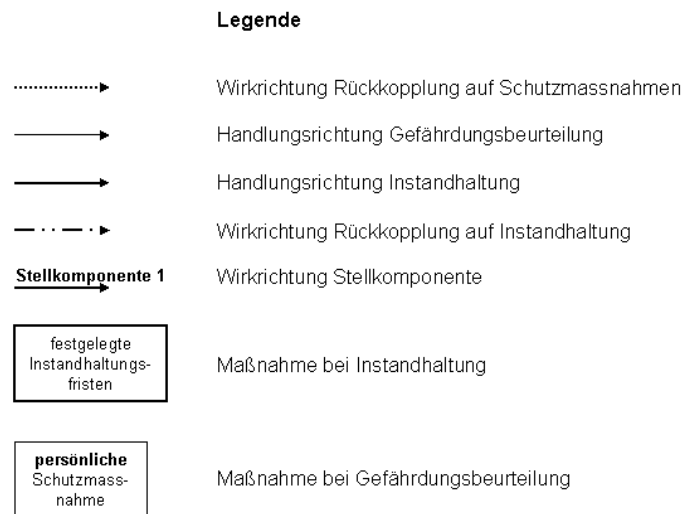 Legende
Wirkrichtung Rückkopplung auf Schutzmassnahmen
Handlungsrichtung Gefährdungsbeurteilung
Handlungsrichtung Instandhaltung
Wirkrichtung Rückkopplung auf Instandhaltung
Stellkomponente 1 Wirkrichtung Stellkomponente
festgelegte
Instandhaltungs-
fristen
Maßnahme bei Instandhaltung
persönliche
Schutzmass-
nahme
Maßnahme bei Gefährdungsbeurteilung